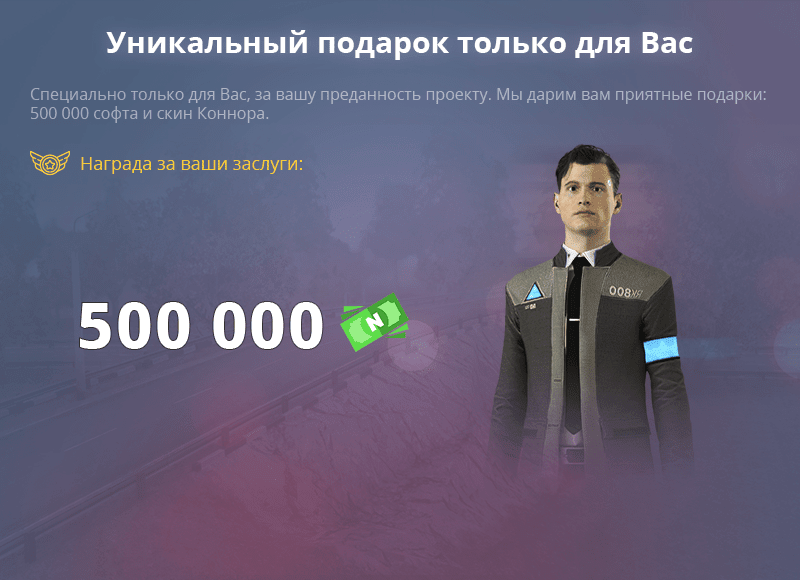 Уникальный подарок только для Вас
Специально только для Вас, за вашу преданность проекту. Мы дарим вам приятные подарки:
500 000 софта и скин Коннора.
Награда за ваши заслуги:
500 000
N
008